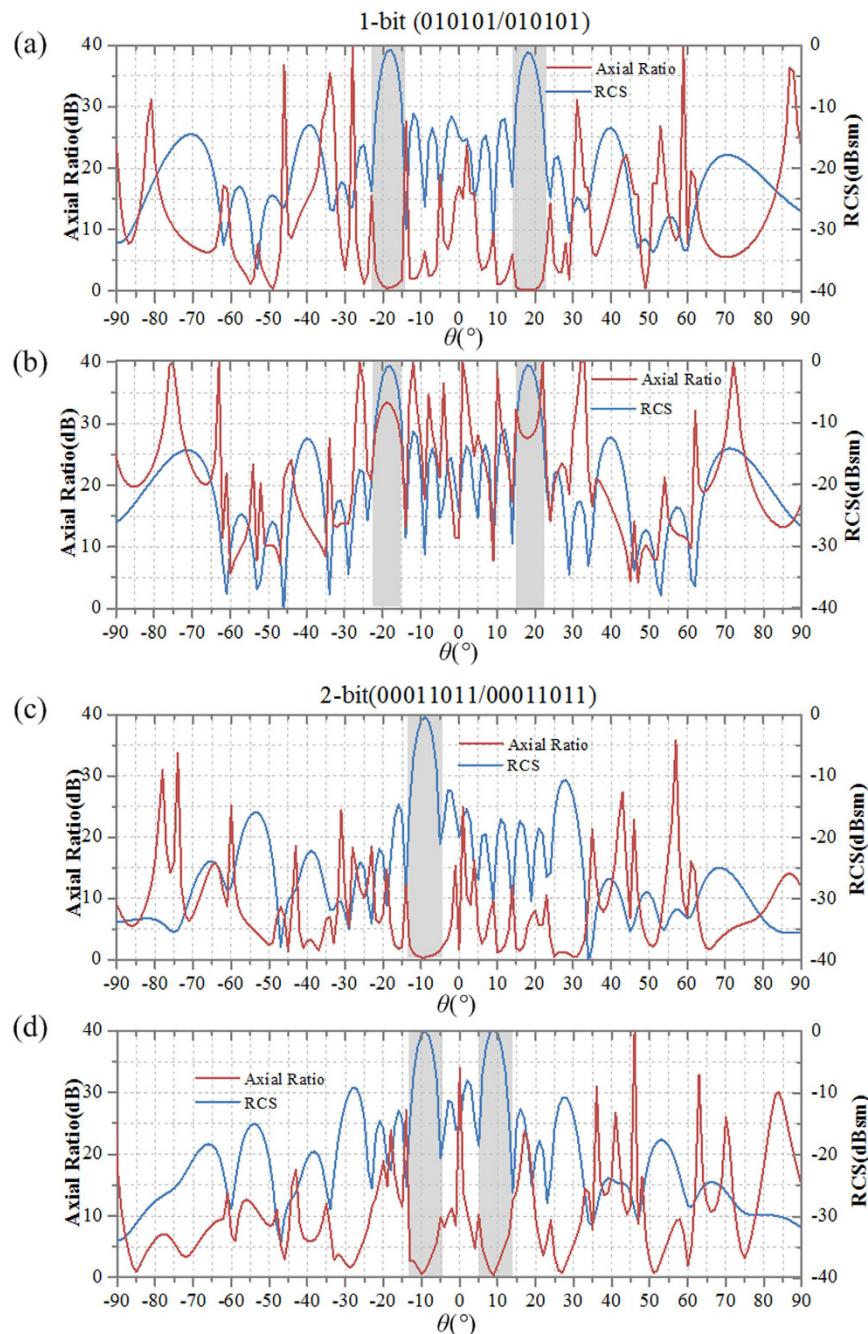 1-bit (010101/010101)
(a)
40 0
Axial Ratio
RCS
30 -10
Axial Ratio(dB)
RCS(dBsm)
20 -20
10 -30
0 -40
-90 -80 -70 -60 -50 -40 -30 -20 -10 0 10 20 30 40 50 60 70 80 90
θ(°)
(b)
40 0
Axial Ratio
RCS
30 -10
Axial Ratio(dB)
RCS(dBsm)
20 -20
10 -30
0 -40
-90 -80 -70 -60 -50 -40 -30 -20 -10 0 10 20 30 40 50 60 70 80 90
θ(°)
2-bit(00011011/00011011)
(c)
40 0
Axial Ratio
RCS
30 -10
Axial Ratio(dB)
RCS(dBsm)
20 -20
10 -30
0 -40
-90 -80 -70 -60 -50 -40 -30 -20 -10 0 10 20 30 40 50 60 70 80 90
θ(°)
(d)
40 0
Axial Ratio
RCS
30 -10
Axial Ratio(dB)
RCS(dBsm)
20 -20
10 -30
0 -40
-90 -80 -70 -60 -50 -40 -30 -20 -10 0 10 20 30 40 50 60 70 80 90
θ(°)